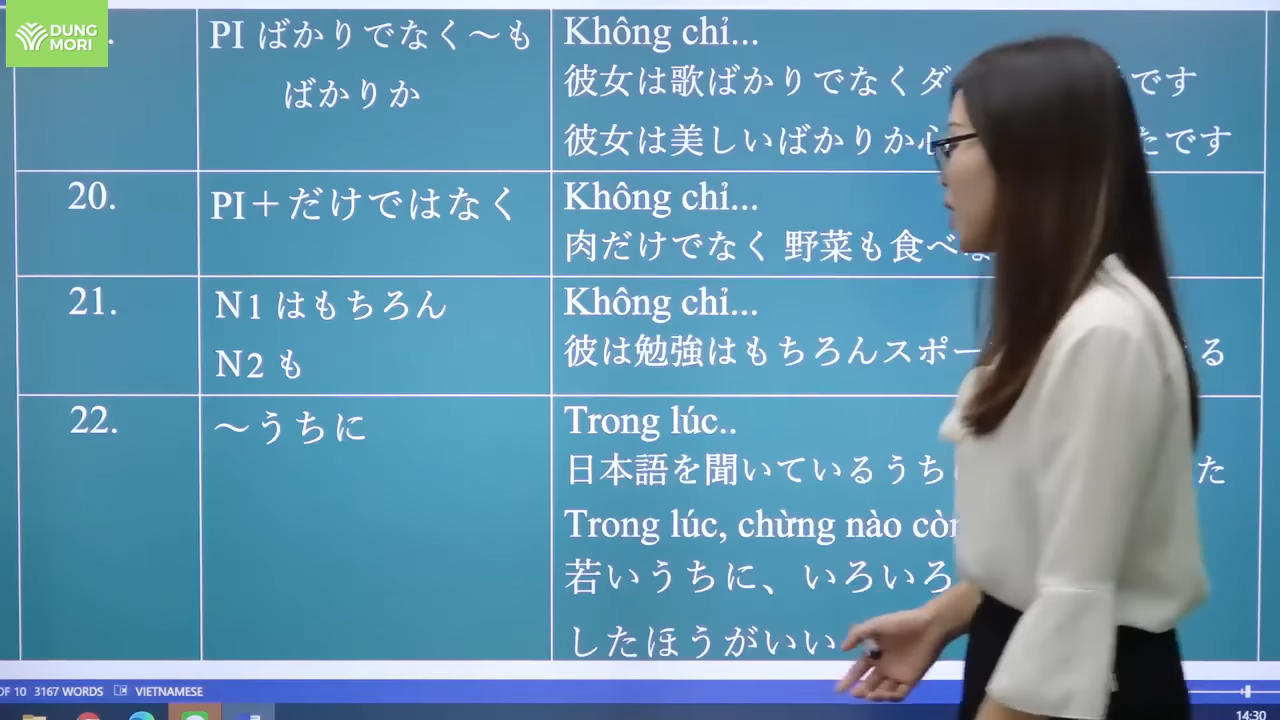 DUNG
MORI
PI ばかりでなく～も
ばかりか
Không chỉ...
彼女は歌ばかりでなくダ
です
彼女は美しいばかりか心
たです
20.
PI＋だけではなく
Không chỉ...
肉だけでなく 野菜も食べ
21.
N1 はもちろん
N2 も
Không chỉ...
彼は勉強はもちろんスポー
る
22.
～うちに
Trong lúc..
日本語を聞いているうち
た
Trong lúc, chừng nào còn
若いうちに、いろいろ
したほうがいい
OF 10 3167 WORDS VIETNAMESE
14:30